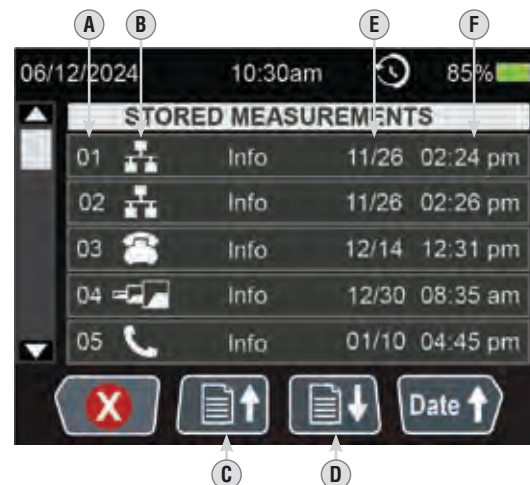 A B E F
06/12/2024 10:30am 85%
STORED MEASUREMENTS
01 Info 11/26 02:24 pm
02 Info 11/26 02:26 pm
03 Info 12/14 12:31 pm
04 Info 12/30 08:35 am
05 Info 01/10 04:45 pm
X Date
C D